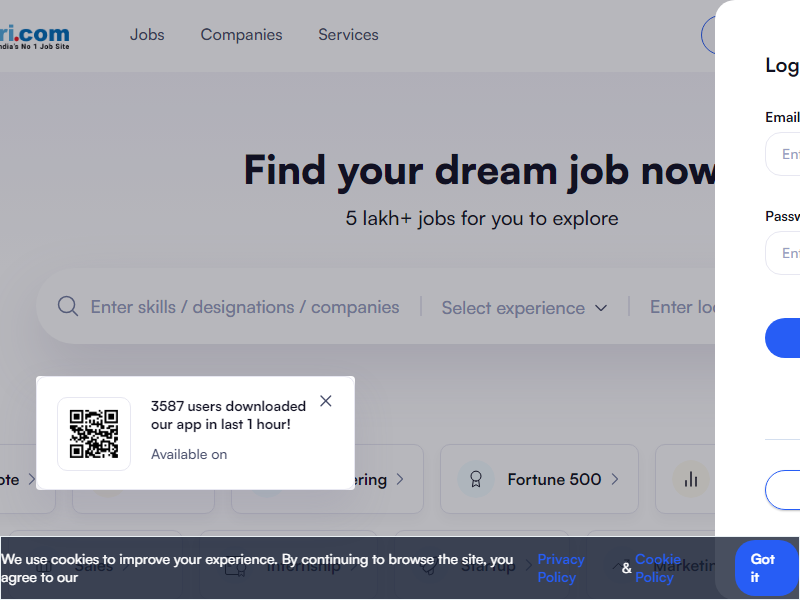 ri.com
ndia's No 1 Job Site
Jobs
Companies
Services
Log
Find your dream job now
5 lakh+ jobs for you to explore
Email
Ent
Passw
Ent
Enter skills / designations / companies
Select experience
Enter loc
3587 users downloaded
our app in last 1 hour!
Available on
ote
ering
Fortune 500
Sales
Internship
Startup
Marketin
We use cookies to improve your experience. By continuing to browse the site, you
agree to our
Privacy
Policy
&
Cookie
Policy
Got
it